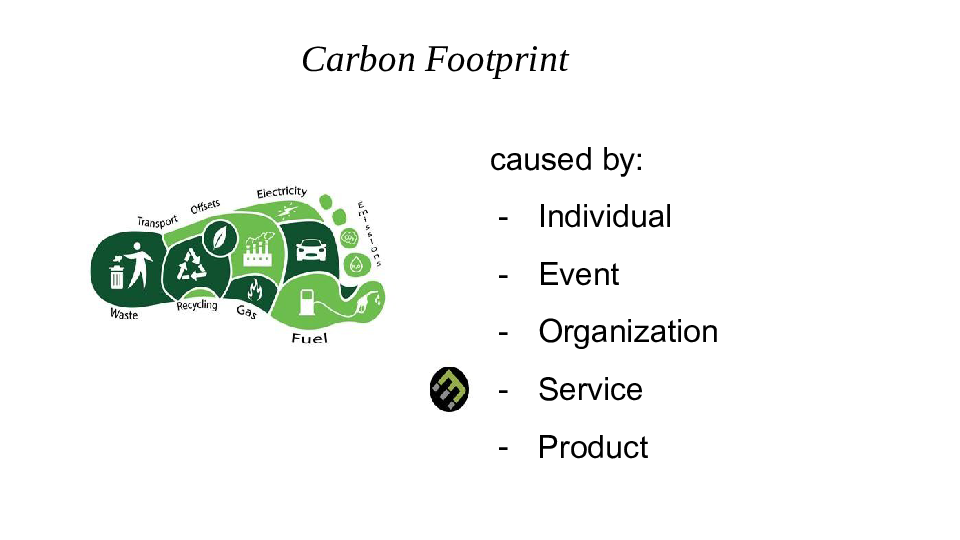 Carbon Footprint
caused by:
- Individual
- Event
- Organization
- Service
- Product
Electricity
Offsets
Transport
Emissions
Waste
Recycling
Gas
Fuel